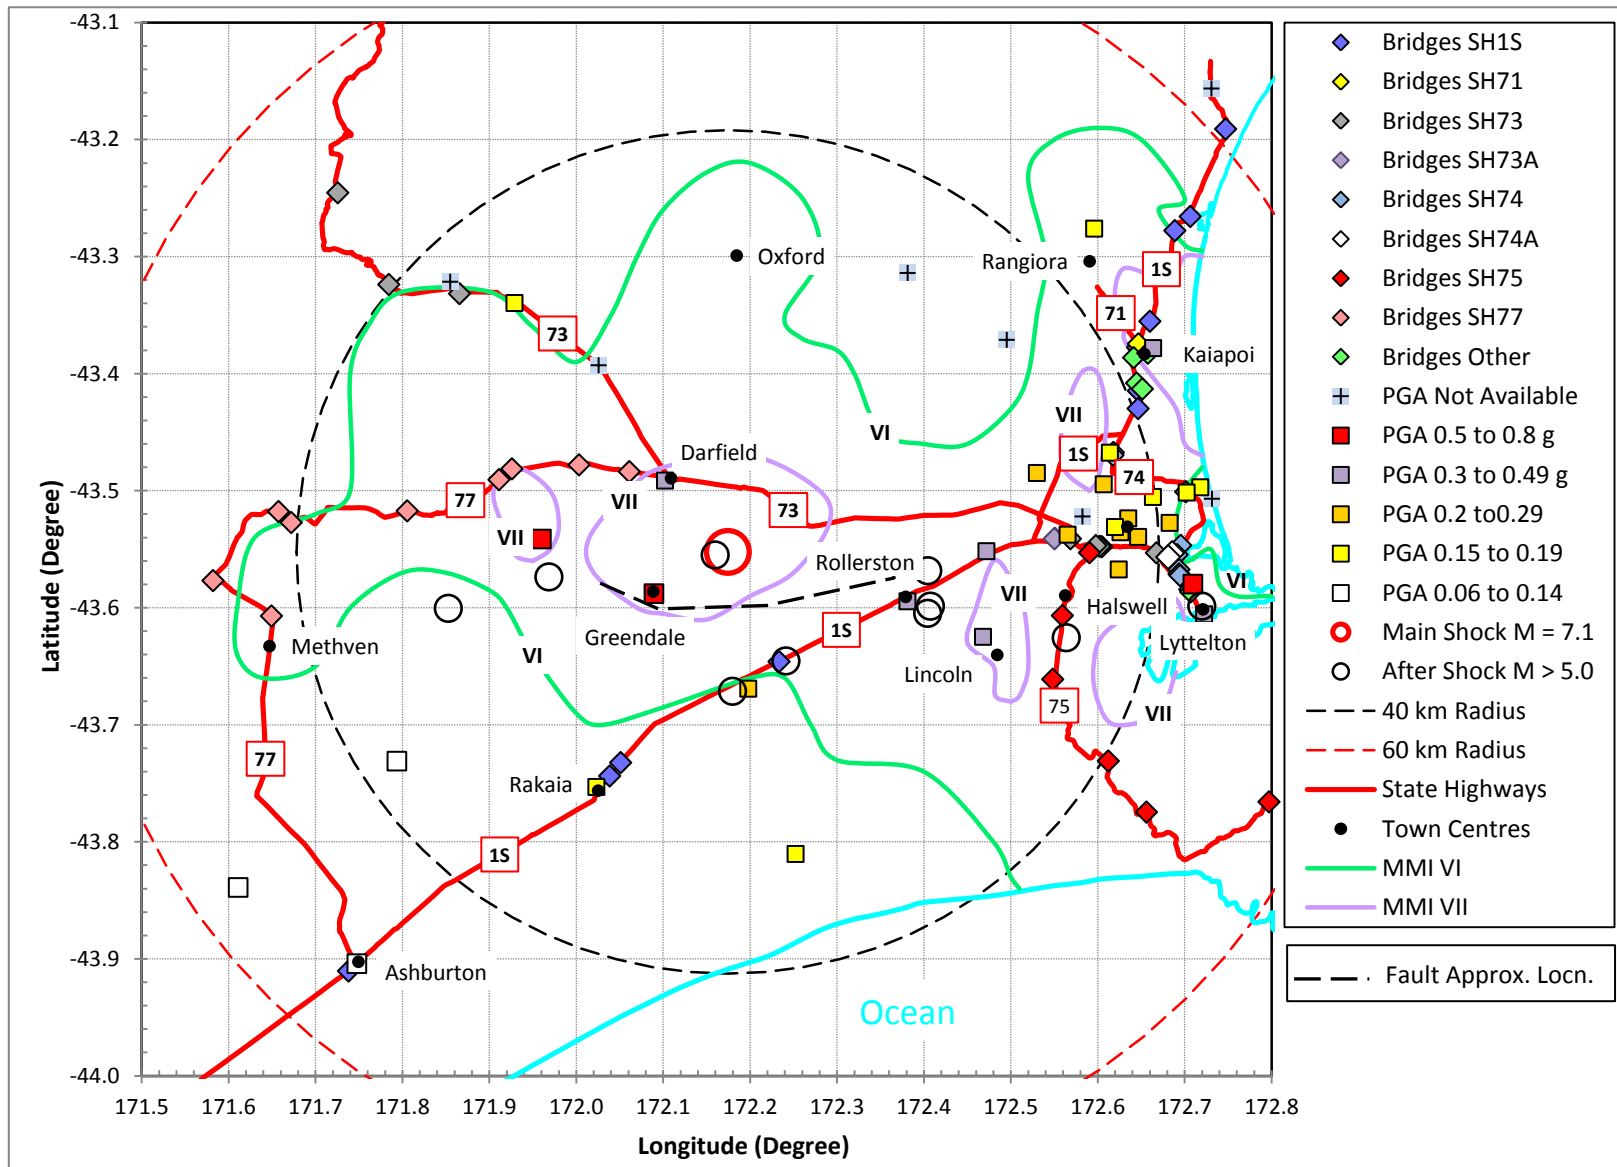 -43.1
-43.2
-43.3
-43.4
-43.5
-43.6
-43.7
-43.8
-43.9
-44.0
171.5
171.6
171.7
171.8
171.9
172.0
172.1
172.2
172.3
172.4
172.5
172.6
172.7
172.8
Latitude (Degree)
Longitude (Degree)
Oxford
Rangiora
1S
71
73
Kaiapoi
VI
VII
1S
74
Darfield
77
VII
73
VII
Rollerston
VII
VI
Halswell
Greendale
1S
Methven
VI
Lincoln
Lyttelton
75
VII
77
Rakaia
1S
Ashburton
Ocean
Bridges SH1S
Bridges SH71
Bridges SH73
Bridges SH73A
Bridges SH74
Bridges SH74A
Bridges SH75
Bridges SH77
Bridges Other
PGA Not Available
PGA 0.5 to 0.8 g
PGA 0.3 to 0.49 g
PGA 0.2 to0.29
PGA 0.15 to 0.19
PGA 0.06 to 0.14
Main Shock M = 7.1
After Shock M > 5.0
40 km Radius
60 km Radius
State Highways
Town Centres
MMI VI
MMI VII
Fault Approx. Locn.